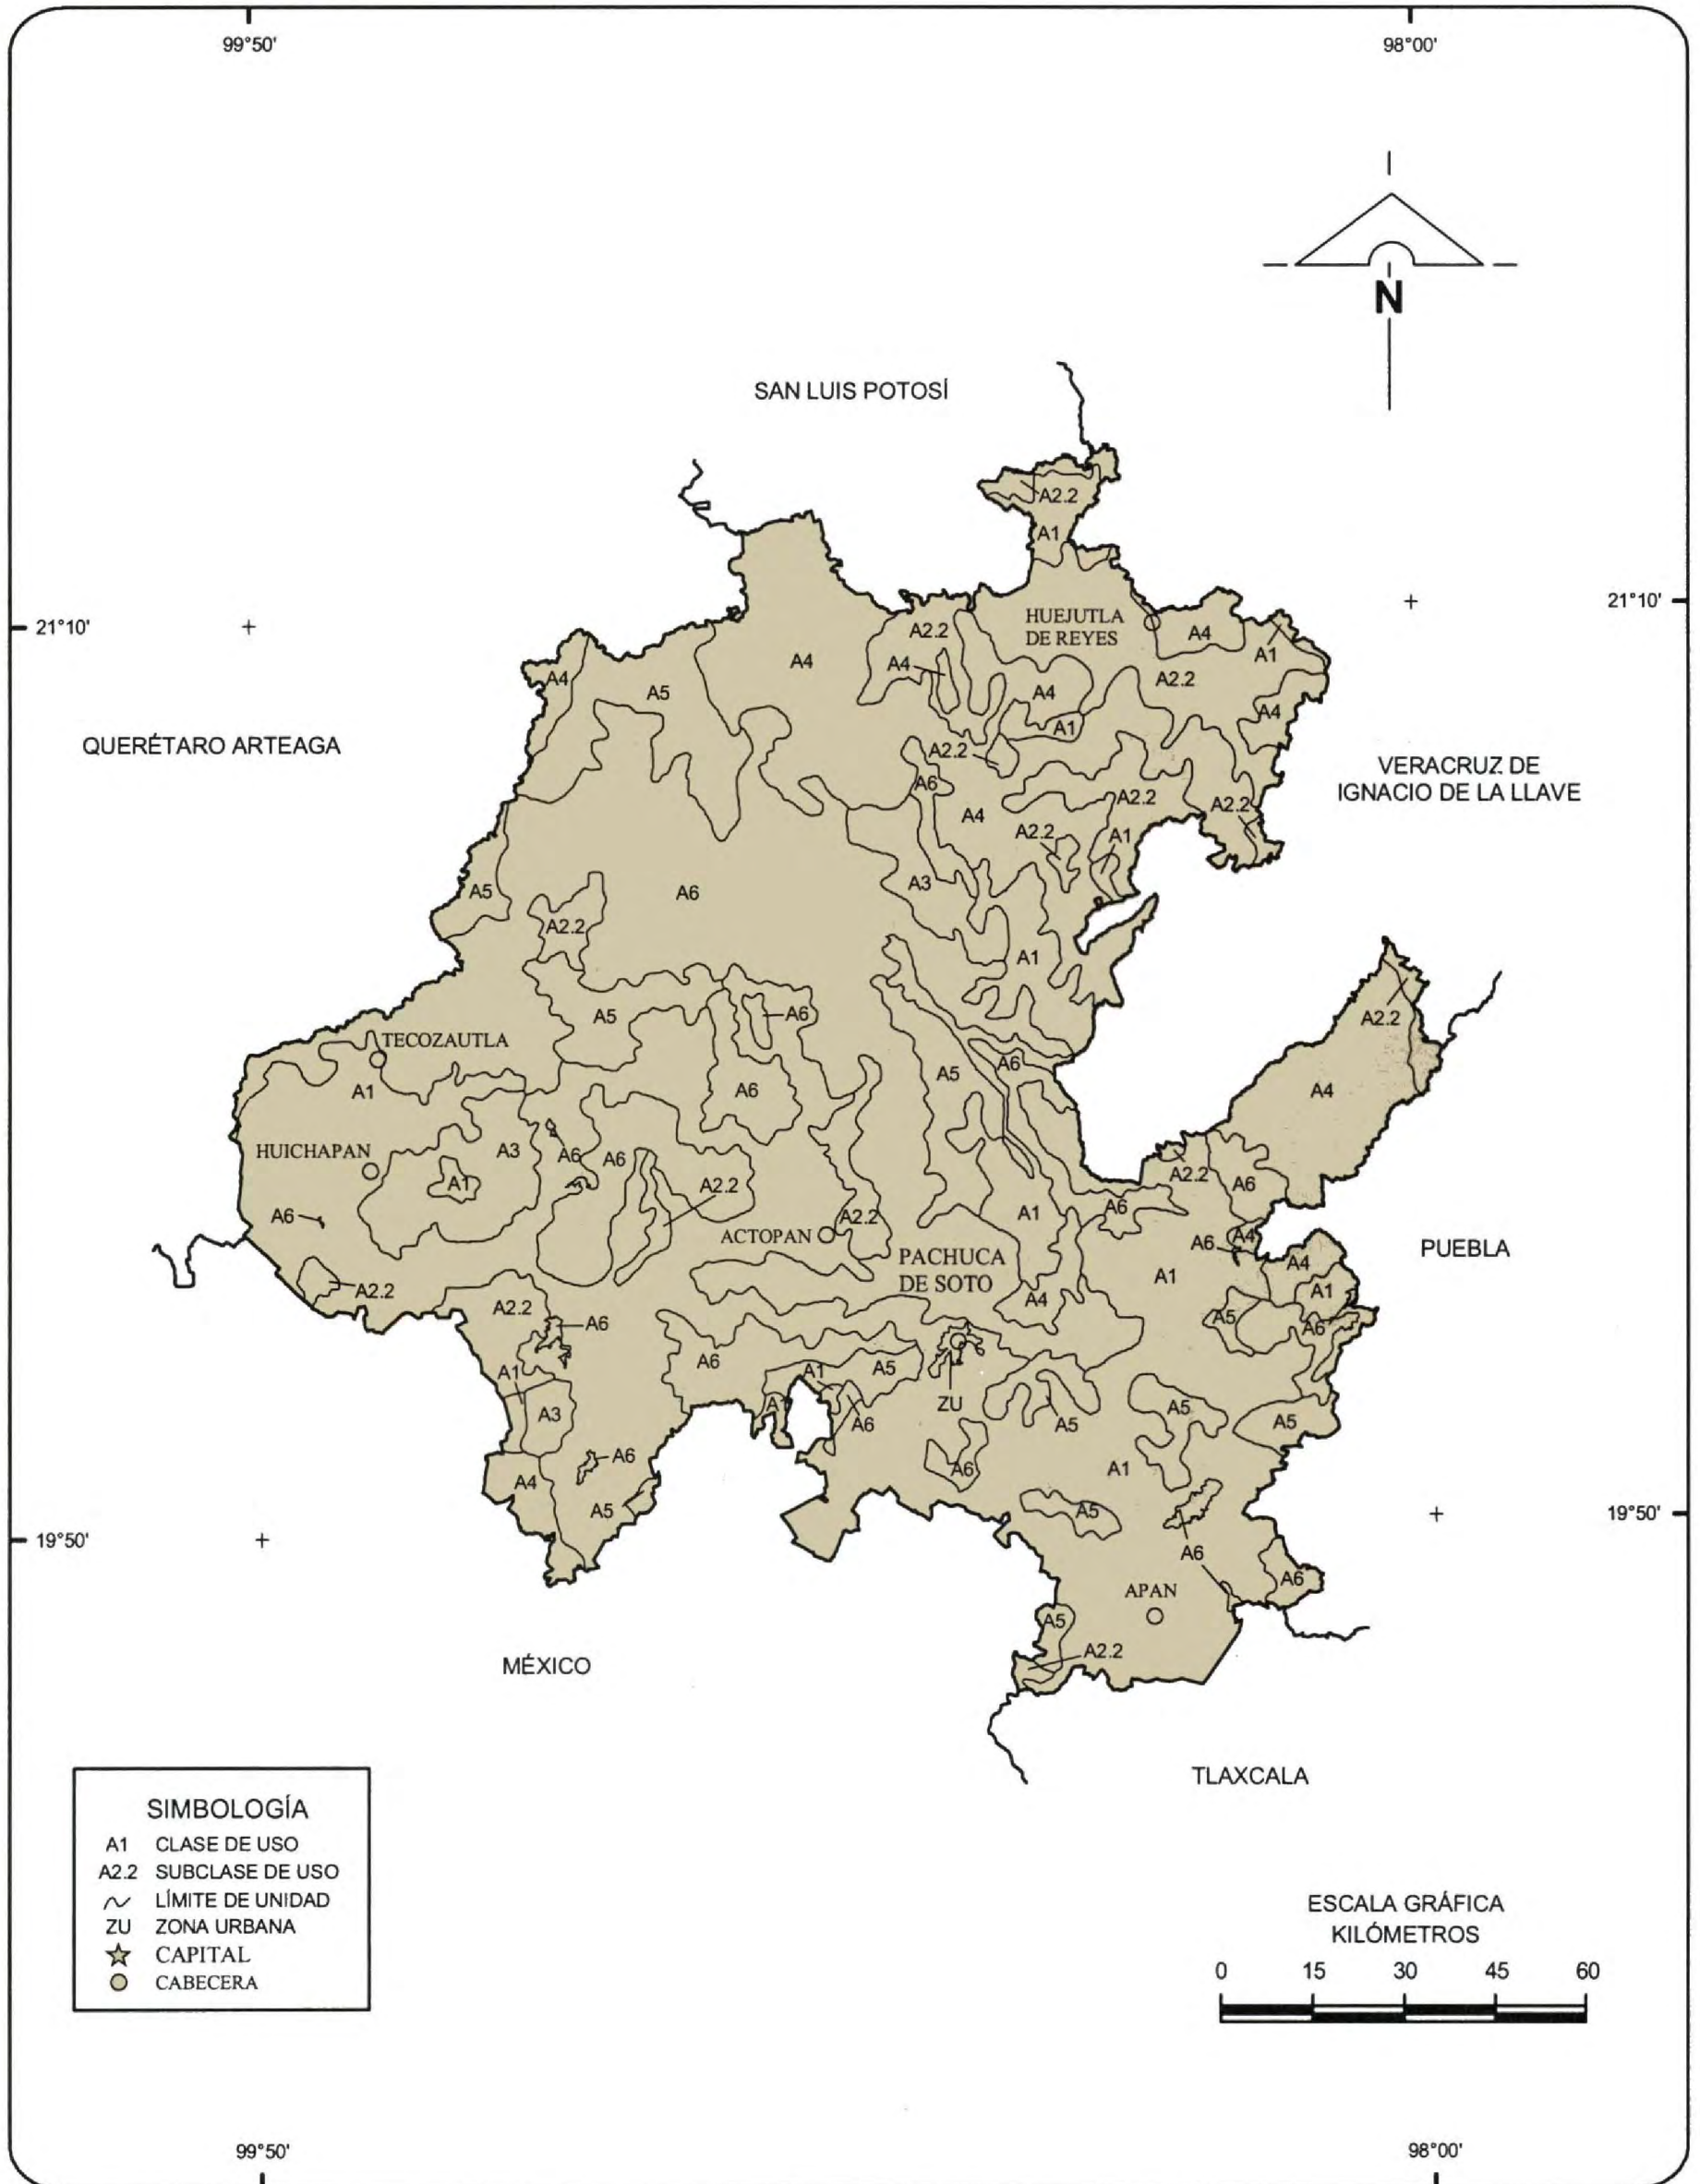 99°50'
98°00'
N
SAN LUIS POTOSÍ
A2.2
A1
21°10'
21°10'
HUEJUTLA
DE REYES
A2.2
A4
A4
A4
A1
A4
A5
A2.2
A4
A4
A1
QUERÉTARO ARTEAGA
A2.2
VERACRUZ DE
IGNACIO DE LA LLAVE
A6
A2.2
A2.2
A4
A2.2
A1
A3
A5
A6
A2.2
A1
A5
A6
A2.2
TECOZAUTLA
A6
A5
A1
A6
A4
HUICHAPAN
A3
A6
A6
A1
A2.2
A2.2
A6
A6
A2.2
A1
A6
ACTOPAN
A4
A6
PUEBLA
PACHUCA
DE SOTO
A4
A1
A2.2
A1
A2.2
A4
A5
A6
A6
A6
A1
A1
A5
A1
A6
ZU
A5
A5
A5
A3
A6
A6
A1
A4
A5
A5
19°50'
19°50'
A6
A6
APAN
A5
A2.2
MÉXICO
TLAXCALA
SIMBOLOGÍA
A1 CLASE DE USO
A2.2 SUBCLASE DE USO
LÍMITE DE UNIDAD
ZU ZONA URBANA
CAPITAL
CABECERA
ESCALA GRÁFICA
KILÓMETROS
0 15 30 45 60
99°50'
98°00'